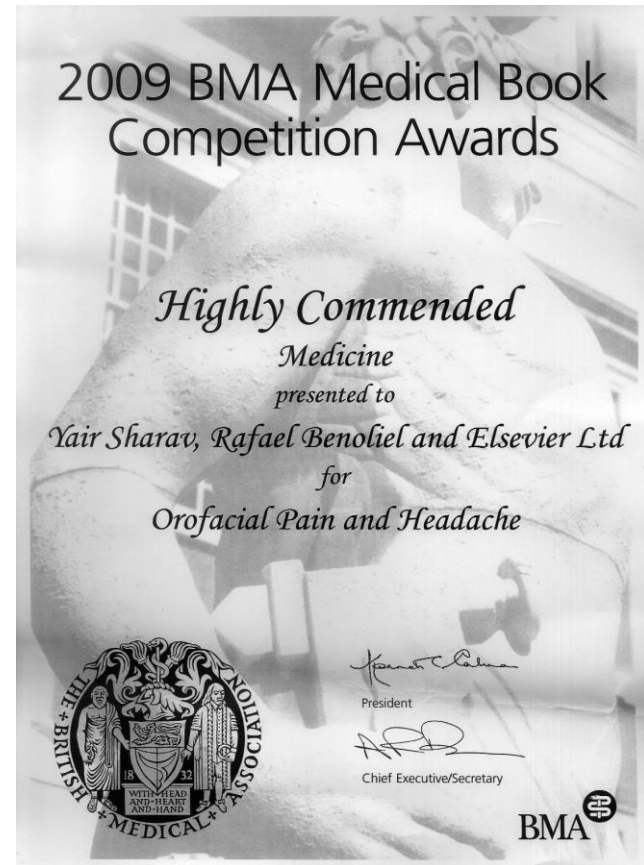 2009 BMA Medical Book
Competition Awards
Highly Commended
Medicine
presented to
Yair Sharav, Rafael Benoliel and Elsevier Ltd
for
Orofacial Pain and Headache
President
Chief Executive/Secretary
THE BRITISH MEDICAL ASSOCIATION
18 32
WITH HEAD
AND HEART
AND HAND
BMA